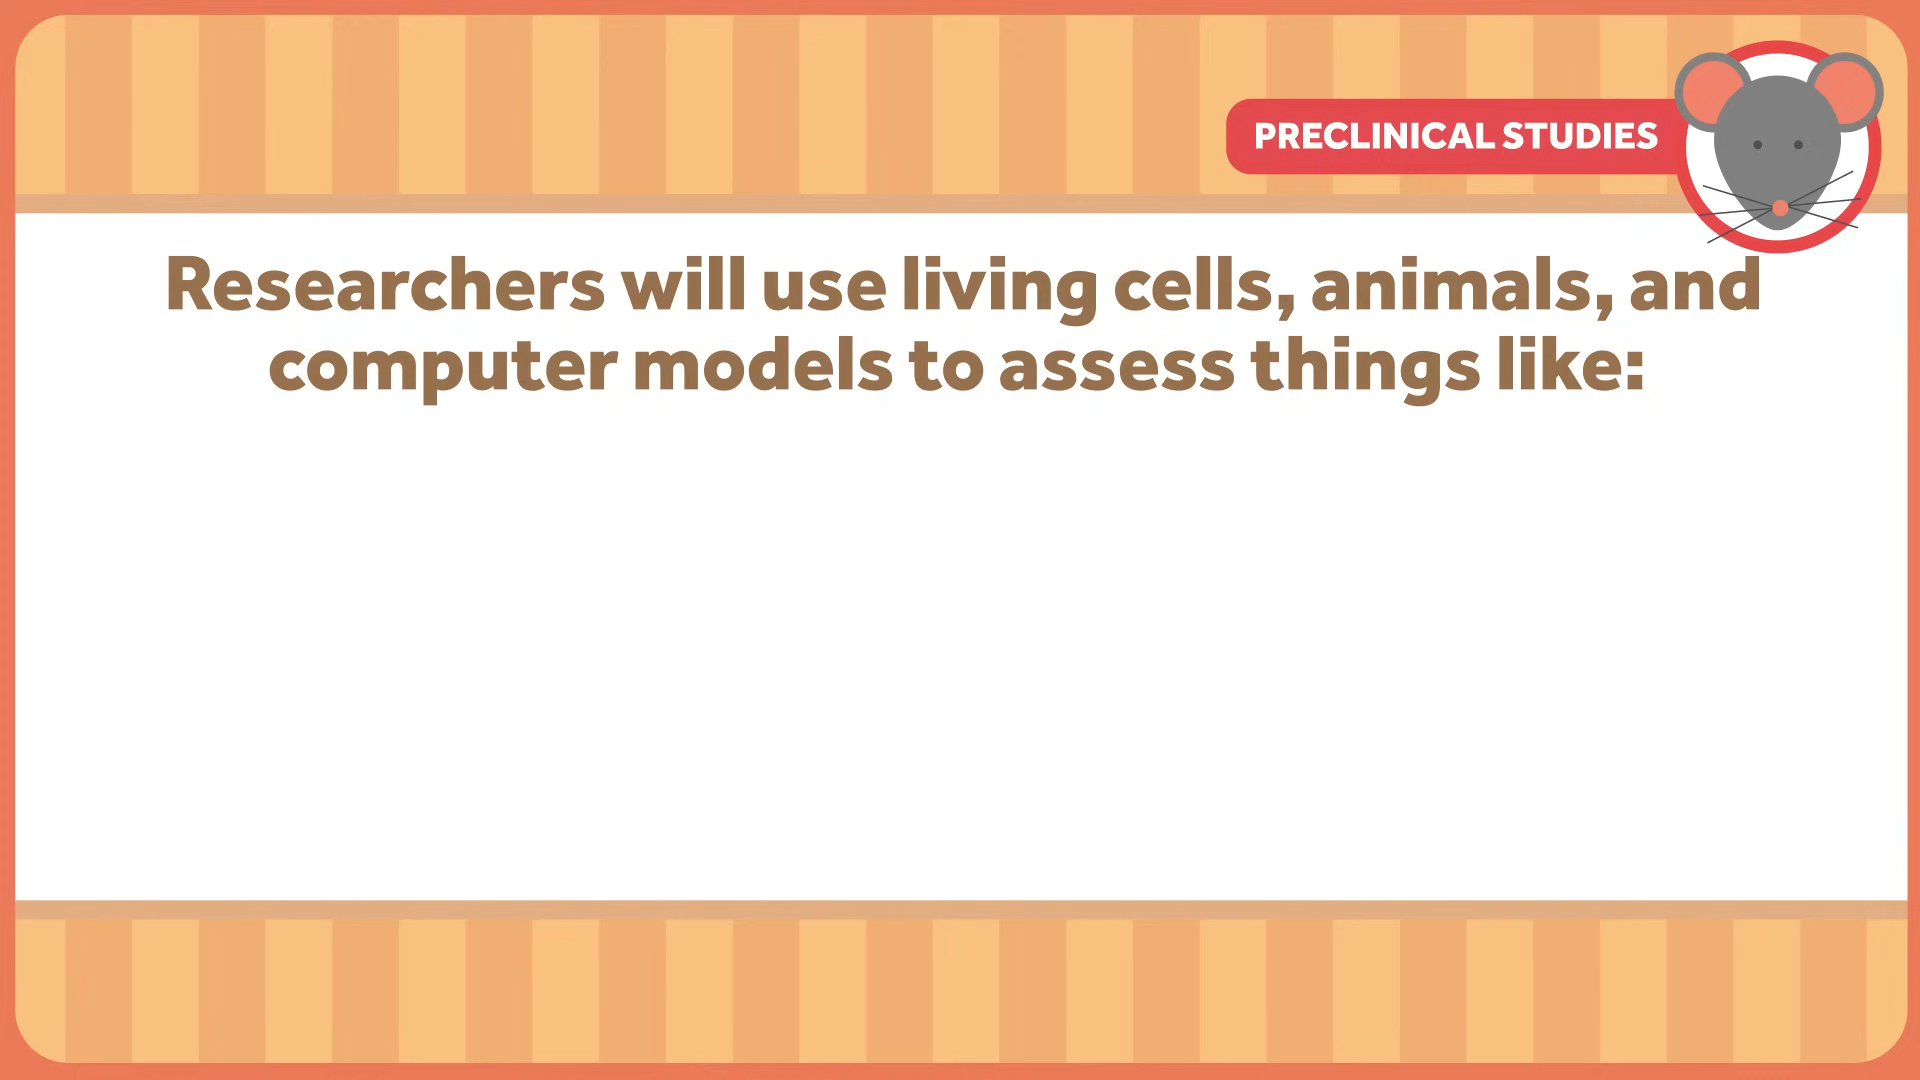 PRECLINICAL STUDIES
Researchers will use living cells, animals, and
computer models to assess things like: